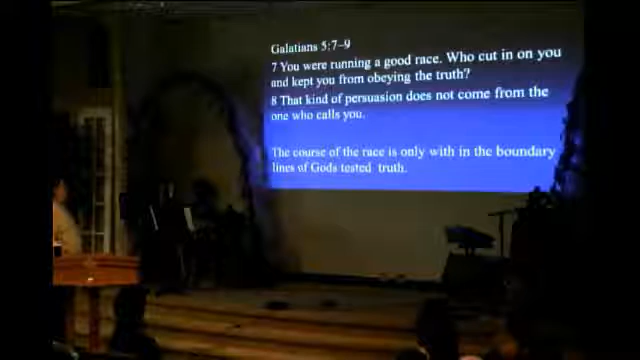 Galatians 5:7–9
7 You were running a good race. Who cut in on you
and kept you from obeying the truth?
8 That kind of persuasion does not come from the
one who calls you.
The course of the race is only with in the boundary
lines of Gods tested truth.